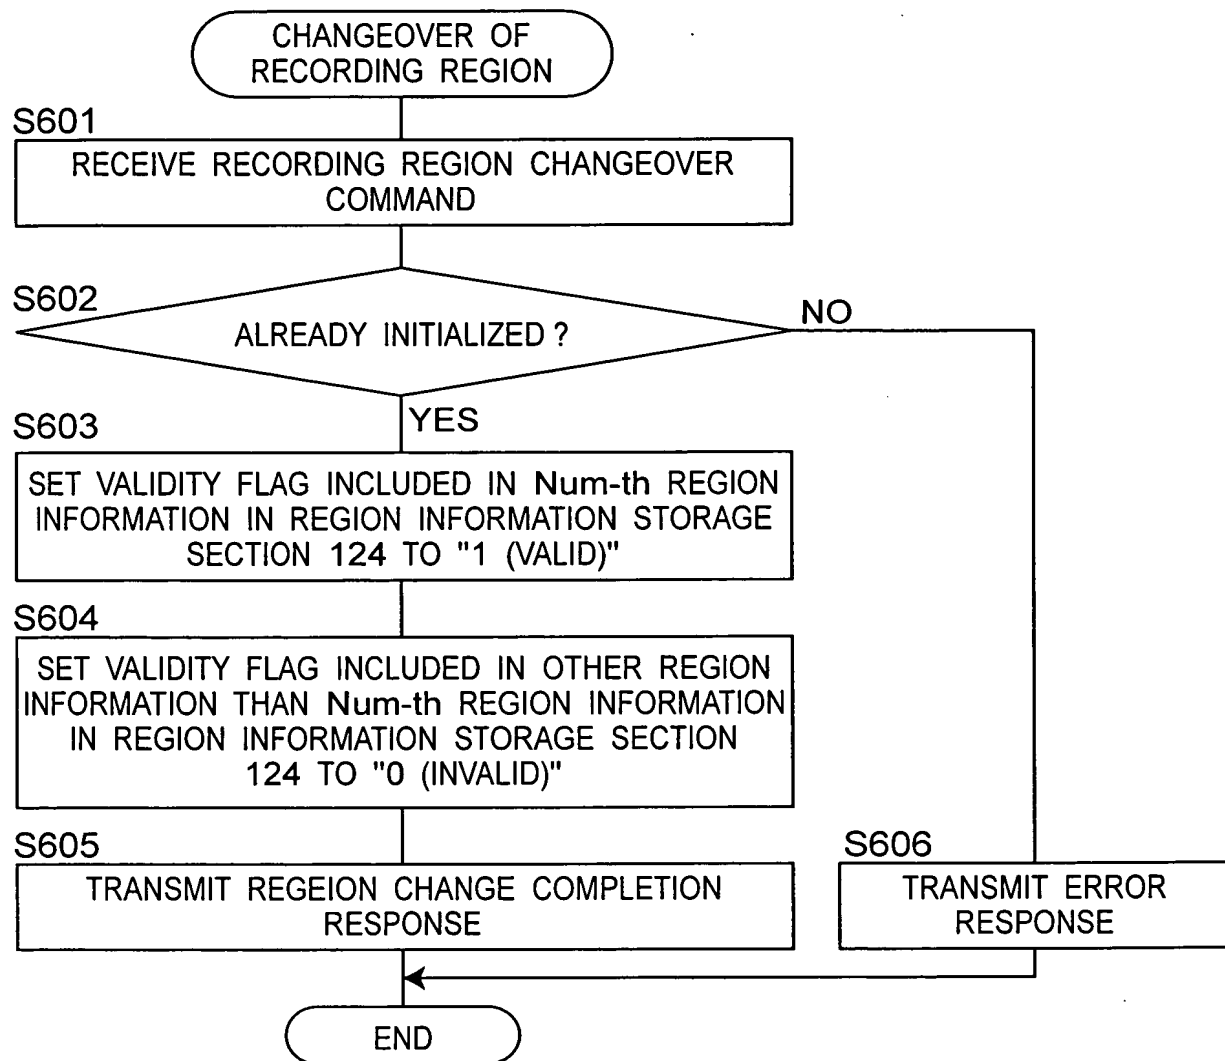 CHANGEOVER OF
RECORDING REGION
S601
RECEIVE RECORDING REGION CHANGEOVER
COMMAND
S602
ALREADY INITIALIZED ?
NO
YES
S603
SET VALIDITY FLAG INCLUDED IN Num-th REGION
INFORMATION IN REGION INFORMATION STORAGE
SECTION 124 TO "1 (VALID)"
S604
SET VALIDITY FLAG INCLUDED IN OTHER REGION
INFORMATION THAN Num-th REGION INFORMATION
IN REGION INFORMATION STORAGE SECTION
124 TO "0 (INVALID)"
S605
TRANSMIT REGEION CHANGE COMPLETION
RESPONSE
S606
TRANSMIT ERROR
RESPONSE
END